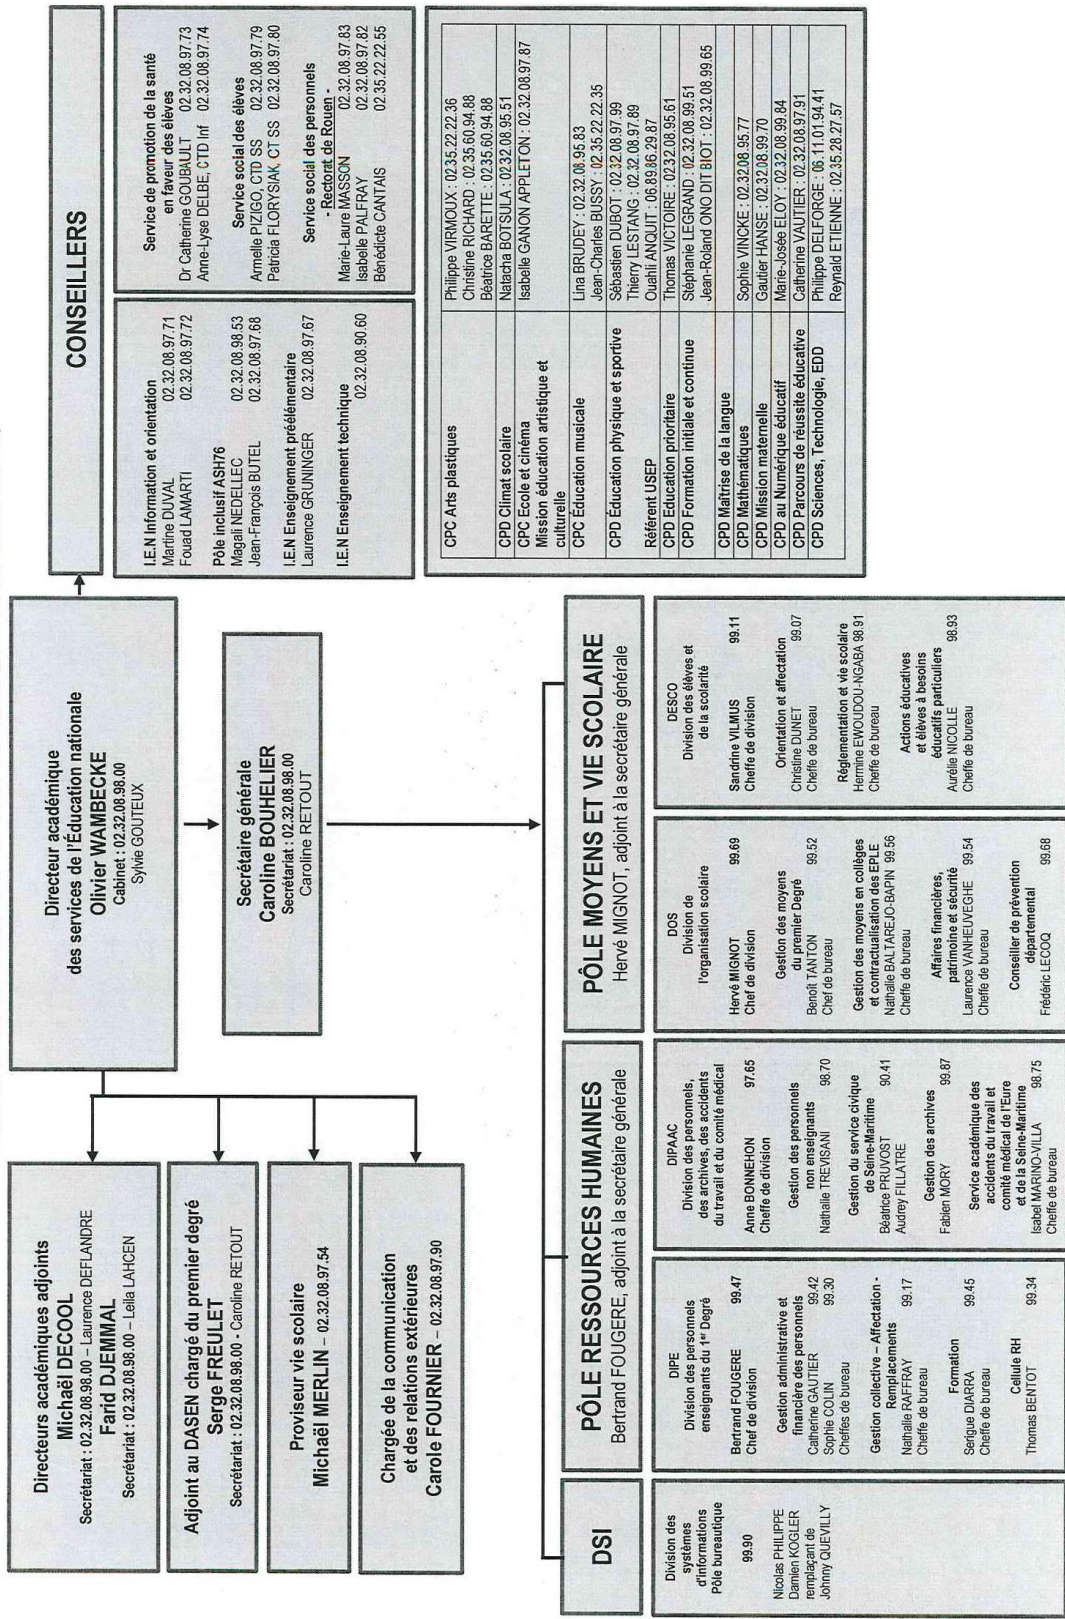 Directeur académique
des services de l'Éducation nationale
Olivier WAMBECKE
Cabinet : 02.32.08.98.00
Sylvie GOUTEUX
Directeurs académiques adjoints
Michaël DECOOL
Secrétariat : 02.32.08.98.00 – Laurence DEFLANDRE
Farid DJEMMAL
Secrétariat : 02.32.08.98.00 – Leila LAHCEN
Adjoint au DASEN chargé du premier degré
Serge FREULET
Secrétariat : 02.32.08.98.00 - Caroline RETOUT
Proviseur vie scolaire
Michaël MERLIN – 02.32.08.97.54
Chargée de la communication
et des relations extérieures
Carole FOURNIER – 02.32.08.97.90
Secrétaire générale
Caroline BOUHELIER
Secrétariat : 02.32.08.98.00
Caroline RETOUT
CONSEILLERS
I.E.N Information et orientation
Martine DUVAL 02.32.08.97.71
Fouad LAMARTI 02.32.08.97.72
Pôle inclusif ASH76
Magali NEDELLEC 02.32.08.98.53
Jean-François BUTEL 02.32.08.97.68
I.E.N Enseignement préélémentaire
Laurence GRUNINGER 02.32.08.97.67
I.E.N Enseignement technique
02.32.08.90.60
Service de promotion de la santé
en faveur des élèves
Dr Catherine GOUBAULT 02.32.08.97.73
Anne-Lyse DELBE, CTD Inf 02.32.08.97.74
Service social des élèves
Armelle PIZIGO, CTD SS 02.32.08.97.79
Patricia FLORYSIAK, CT SS 02.32.08.97.80
Service social des personnels
- Rectorat de Rouen -
Marie-Laure MASSON 02.32.08.97.83
Isabelle PALFRAY 02.32.08.97.82
Bénédicte CANTAIS 02.35.22.22.55
CPC Arts plastiques
Philippe VIRMOUX : 02.35.22.22.36
Christine RICHARD : 02.35.60.94.88
Béatrice BARETTE : 02.35.60.94.88
CPD Climat scolaire
Natacha BOTSULA : 02.32.08.95.51
CPC Ecole et cinéma
Mission éducation artistique et
culturelle
Isabelle GANON APPLETON : 02.32.08.97.87
CPC Education musicale
Lina BRUDEY : 02.32.08.95.83
Jean-Charles BUSSY : 02.35.22.22.35
CPD Education physique et sportive
Sébastien DUBOT : 02.32.08.97.99
Thierry LESTANG : 02.32.08.97.89
Référent USEP
Ouahli ANQUIT : 06.89.86.29.87
CPD Education prioritaire
Thomas VICTOIRE : 02.32.08.95.61
CPD Formation initiale et continue
Stéphanie LEGRAND : 02.32.08.99.51
Jean-Roland ONO DIT BIOT : 02.32.08.99.65
CPD Maîtrise de la langue
CPD Mathématiques
Sophie VINCKE : 02.3208.95.77
CPD Mission maternelle
Gautier HANSE : 02.32.08.99.70
CPD au Numérique éducatif
Marie-Josée ELOY : 02.32.08.99.84
CPD Parcours de réussite éducative
Catherine VAUTIER : 02.32.08.97.91
CPD Sciences, Technologie, EDD
Philippe DELFORGE : 06.11.01.94.41
Reynald ETIENNE : 02.35.28.27.57
DSI
Division des
systèmes
d'informations
Pôle bureautique
99.90
Nicolas PHILIPPE
Damien KOGLER
remplaçant de
Johnny QUEVILLY
PÔLE RESSOURCES HUMAINES
Bertrand FOUGERE, adjoint à la secrétaire générale
DIPE
Division des personnels
enseignants du 1er Degré
Bertrand FOUGERE 99.47
Chef de division
Gestion administrative et
financière des personnels
Catherine GAUTIER 99.42
Sophie COLIN 99.30
Cheffes de bureau
Gestion collective – Affectation -
Remplacements
Nathalie RAFFRAY 99.17
Cheffe de bureau
Formation
Serigue DIARRA 99.45
Cheffe de bureau
Cellule RH
Thomas BENTOT 99.34
DIPAAC
Division des personnels,
des archives, des accidents
du travail et du comité médical
Anne BONNEHON 97.65
Cheffe de division
Gestion des personnels
non enseignants
Nathalie TREVISANI 98.70
Gestion du service civique
de Seine-Maritime
Béatrice PRUVOST 90.41
Audrey FILLATRE
Gestion des archives
Fabien MORY 99.87
Service académique des
accidents du travail et
comité médical de l'Eure
et de la Seine-Maritime
Isabel MARINO-VILLA 98.75
Cheffe de bureau
PÔLE MOYENS ET VIE SCOLAIRE
Hervé MIGNOT, adjoint à la secrétaire générale
DOS
Division de
l'organisation scolaire
Hervé MIGNOT 99.69
Chef de division
Gestion des moyens
du premier Degré
Benoît TANTON 99.52
Chef de bureau
Gestion des moyens en collèges
et contractualisation des EPLE
Nathalie BALTAREJO-BAPIN 99.56
Cheffe de bureau
Affaires financières,
patrimoine et sécurité
Laurence VANHEUVEGHE 99.54
Cheffe de bureau
Conseiller de prévention
départemental
Frédéric LECOQ 99.68
DESCO
Division des élèves et
de la scolarité
Sandrine VILMUS 99.11
Cheffe de division
Orientation et affectation
Christine DUNET 99.07
Cheffe de bureau
Réglementation et vie scolaire
Hermine EWOUDOU-NGABA 98.91
Cheffe de bureau
Actions éducatives
et élèves à besoins
éducatifs particuliers
Aurélie NICOLLE 98.93
Cheffe de bureau